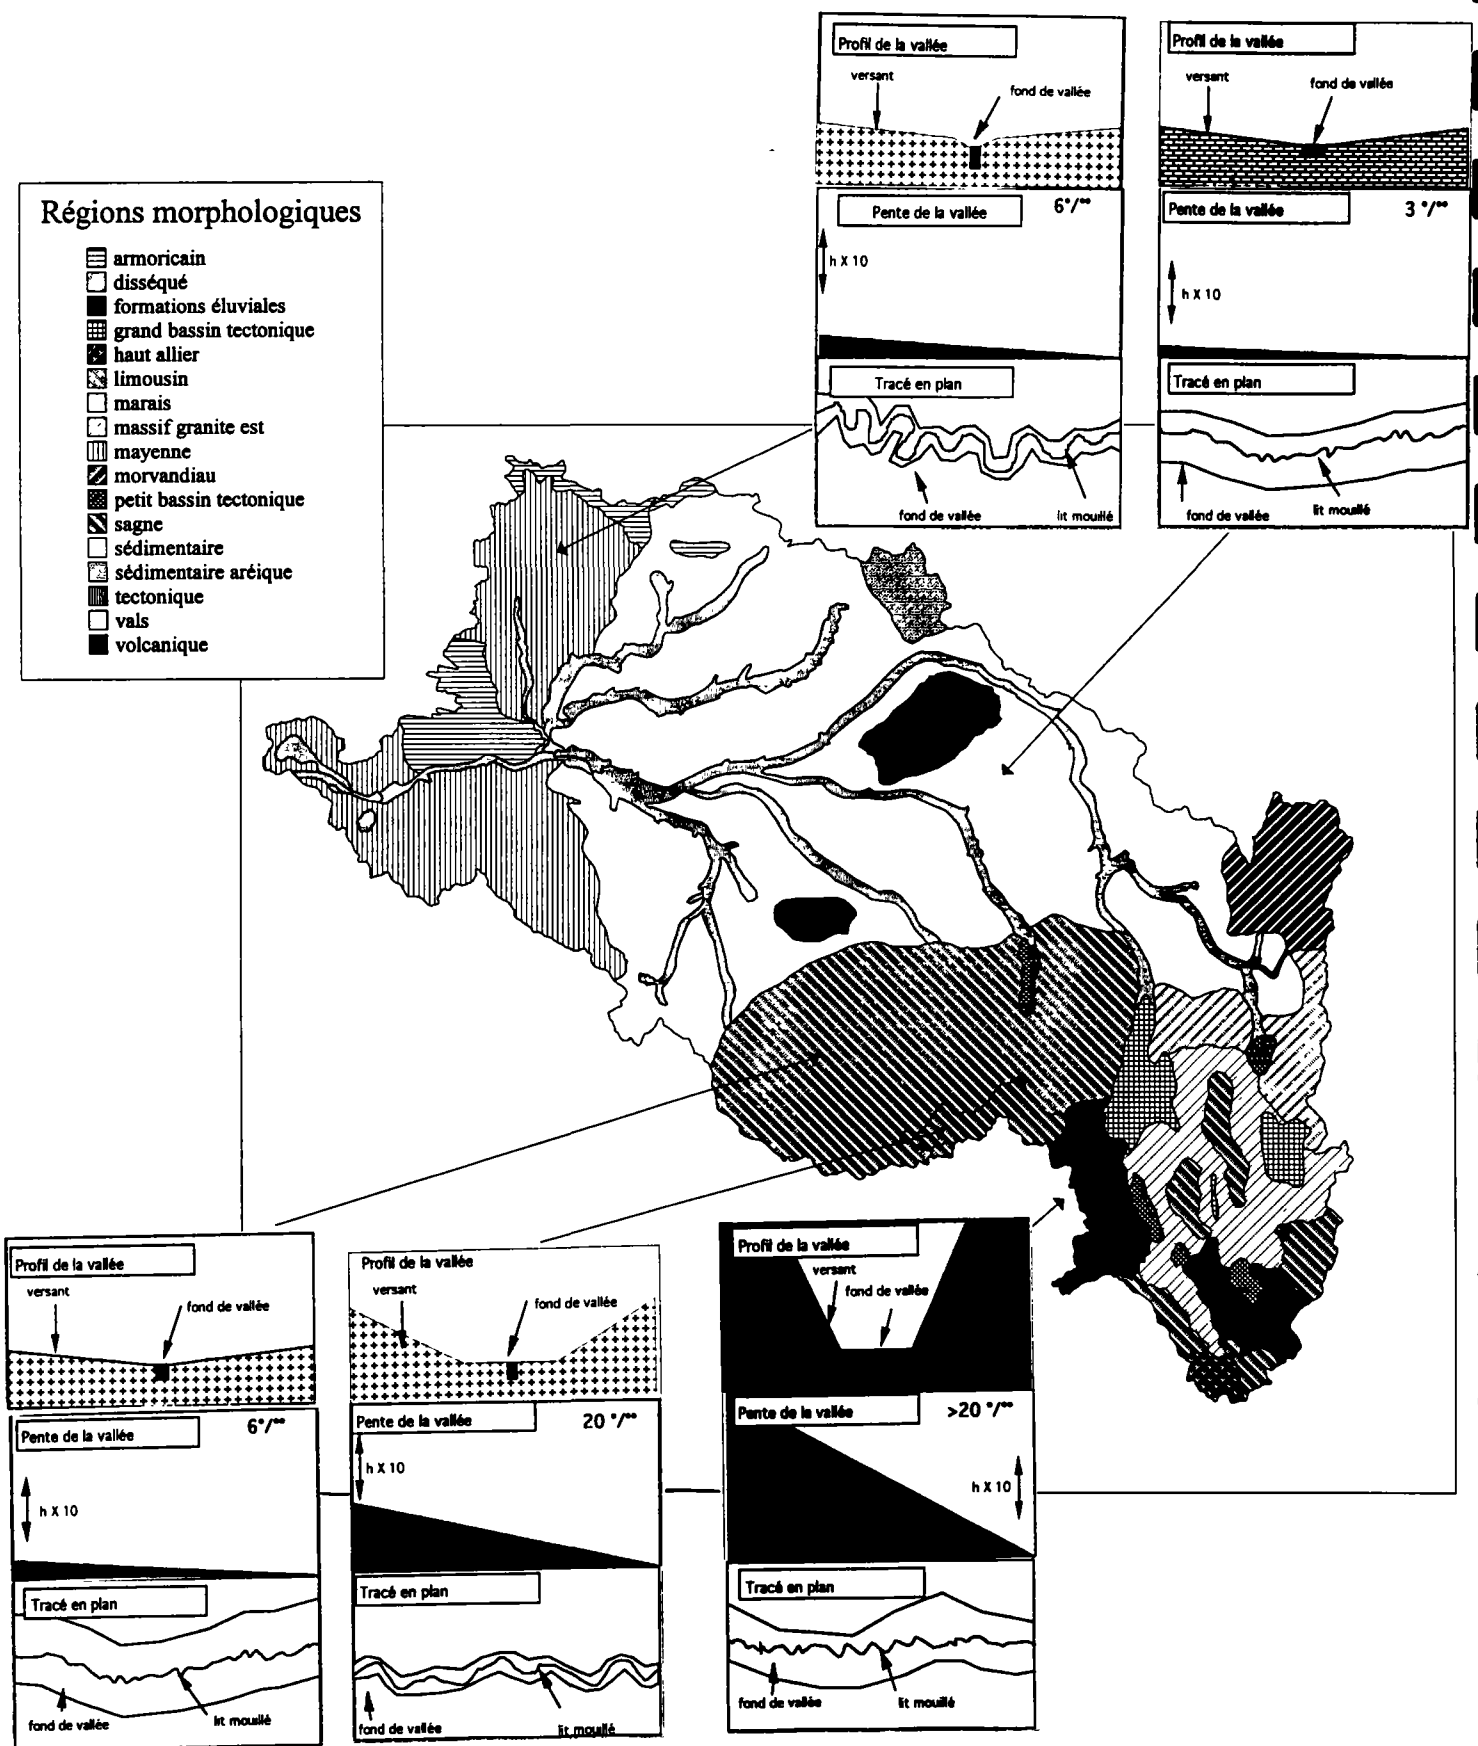 Profil de la vallée
versant
fond de vallée
Pente de la vallée
6°/°°
h X 10
Tracé en plan
fond de vallée
lit mouillé
Profil de la vallée
versant
fond de vallée
Pente de la vallée
3 °/°°
h X 10
Tracé en plan
fond de vallée
lit mouillé
Régions morphologiques
armoricain
disséqué
formations éluviales
grand bassin tectonique
haut allier
limousin
marais
massif granite est
mayenne
morvandiau
petit bassin tectonique
sagne
sédimentaire
sédimentaire aréique
tectonique
vals
volcanique
Profil de la vallée
versant
fond de vallée
Pente de la vallée
6°/°°
h X 10
Tracé en plan
fond de vallée
lit mouillé
Profil de la vallée
versant
fond de vallée
Pente de la vallée
20 °/°°
h X 10
Tracé en plan
fond de vallée
lit mouillé
Profil de la vallée
versant
fond de vallée
Pente de la vallée
>20 °/°°
h X 10
Tracé en plan
fond de vallée
lit mouillé